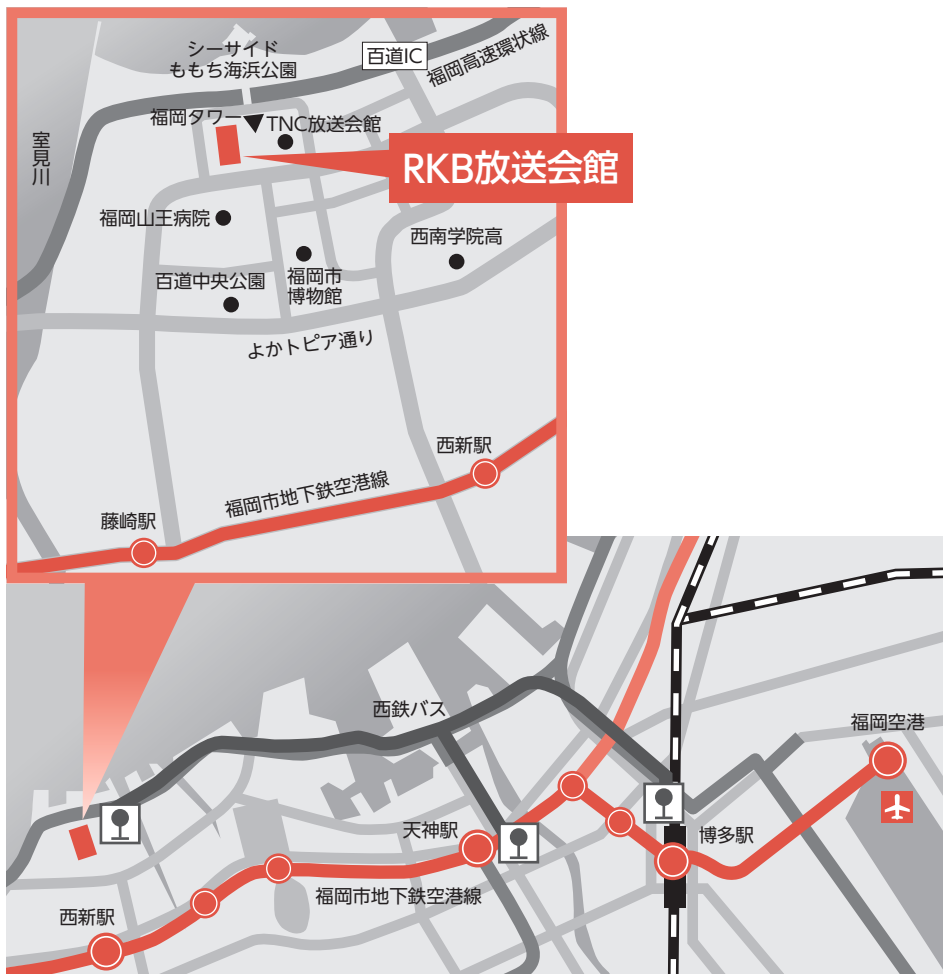 シーサイド
ももち海浜公園
百道IC
福岡高速環状線
福岡タワー
TNC放送会館
室見川
RKB放送会館
福岡山王病院
西南学院高
百道中央公園
福岡市
博物館
よかトピア通り
西新駅
福岡市地下鉄空港線
藤崎駅
西鉄バス
福岡空港
天神駅
博多駅
福岡市地下鉄空港線
西新駅